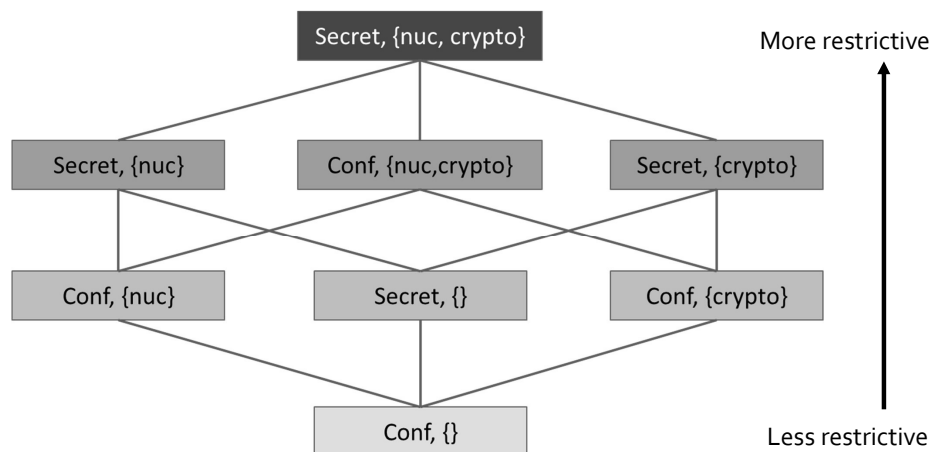 Secret, {nuc, crypto}
More restrictive
Secret, {nuc}
Conf, {nuc,crypto}
Secret, {crypto}
Conf, {nuc}
Secret, {}
Conf, {crypto}
Conf, {}
Less restrictive